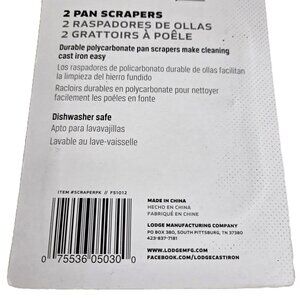 2 PAN SCRAPERS
2 RASPADORES DE OLLAS
2 GRATTOIRS À POÊLE
Durable polycarbonate pan scrapers make cleaning
cast iron easy
Los raspadores de policarbonato durable de ollas facilitan
la limpieza del hierro fundido
Racloirs durables en polycarbonate pour nettoyer
facilement les poêles en fonte
Dishwasher safe
Apto para lavavajillas
Lavable au lave-vaisselle
ITEM #SCRAPERPK // FS1012
0 75536 05030 0
MADE IN CHINA
HECHO EN CHINA
FABRIQUÉ EN CHINE
LODGE MANUFACTURING COMPANY
PO BOX 380, SOUTH PITTSBURG, TN 37380
423-837-7181
WWW.LODGEMFG.COM
FACEBOOK.COM/LODGECASTIRON